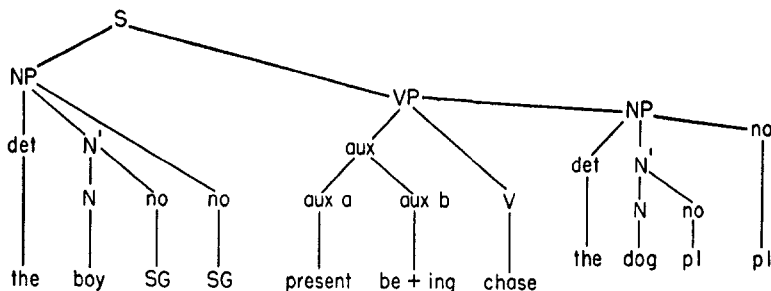 S
NP VP NP no
det N' aux det N'
N no no aux a aux b V N no
the boy SG SG present be + ing chase the dog pl pl